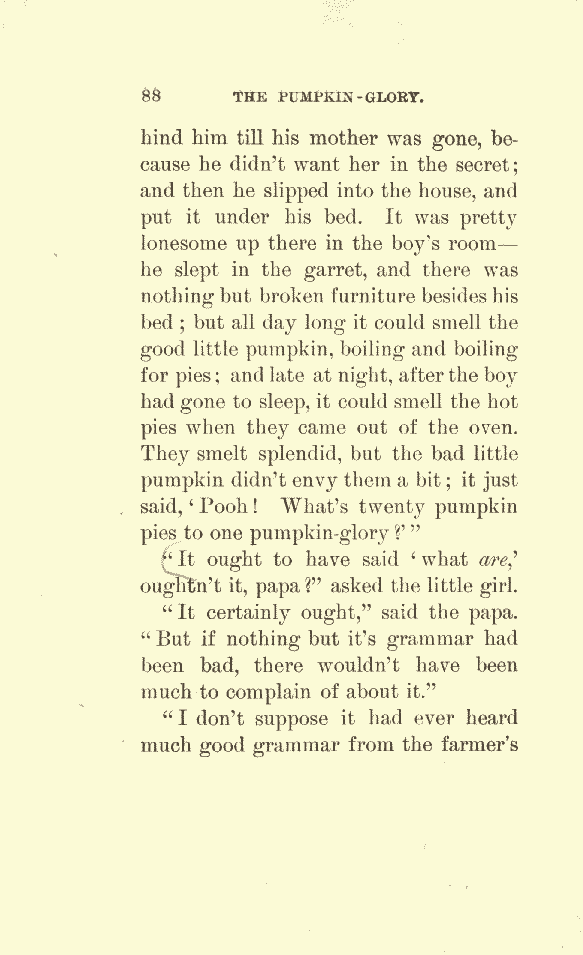 88 THE PUMPKIN-GLORY.
hind him till his mother was gone, be-
cause he didn't want her in the secret;
and then he slipped into the house, and
put it under his bed. It was pretty
lonesome up there in the boy's room—
he slept in the garret, and there was
nothing but broken furniture besides his
bed; but all day long it could smell the
good little pumpkin, boiling and boiling
for pies; and late at night, after the boy
had gone to sleep, it could smell the hot
pies when they came out of the oven.
They smelt splendid, but the bad little
pumpkin didn't envy them a bit; it just
said, 'Pooh! What's twenty pumpkin
pies to one pumpkin-glory?'"
"It ought to have said 'what are,'
oughtn't it, papa?" asked the little girl.
"It certainly ought," said the papa.
"But if nothing but it's grammar had
been bad, there wouldn't have been
much to complain of about it."
"I don't suppose it had ever heard
much good grammar from the farmer's